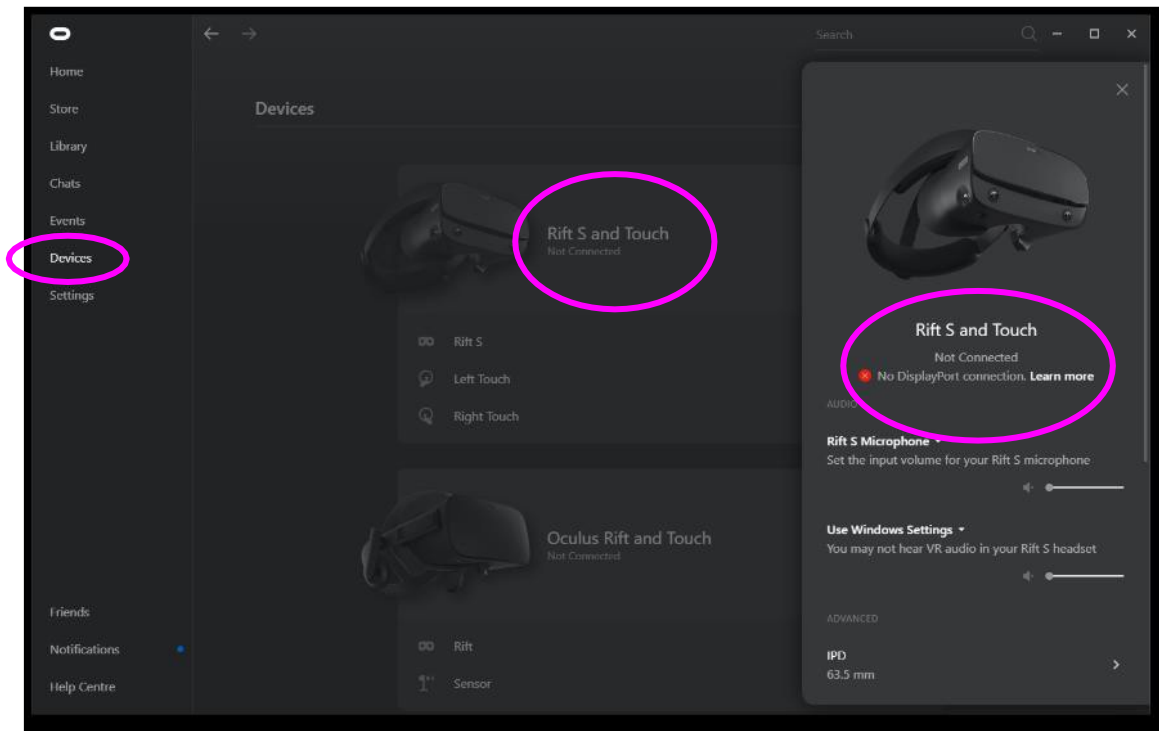 Search
Home
Store
Library
Chats
Events
Devices
Settings
Friends
Notifications
Help Centre
Devices
Rift S and Touch
Not Connected
Rift S
Left Touch
Right Touch
Oculus Rift and Touch
Not Connected
Rift
Sensor
Rift S and Touch
Not Connected
No DisplayPort connection. Learn more
AUDIO
Rift S Microphone
Set the input volume for your Rift S microphone
Use Windows Settings
You may not hear VR audio in your Rift S headset
ADVANCED
IPD
63.5 mm